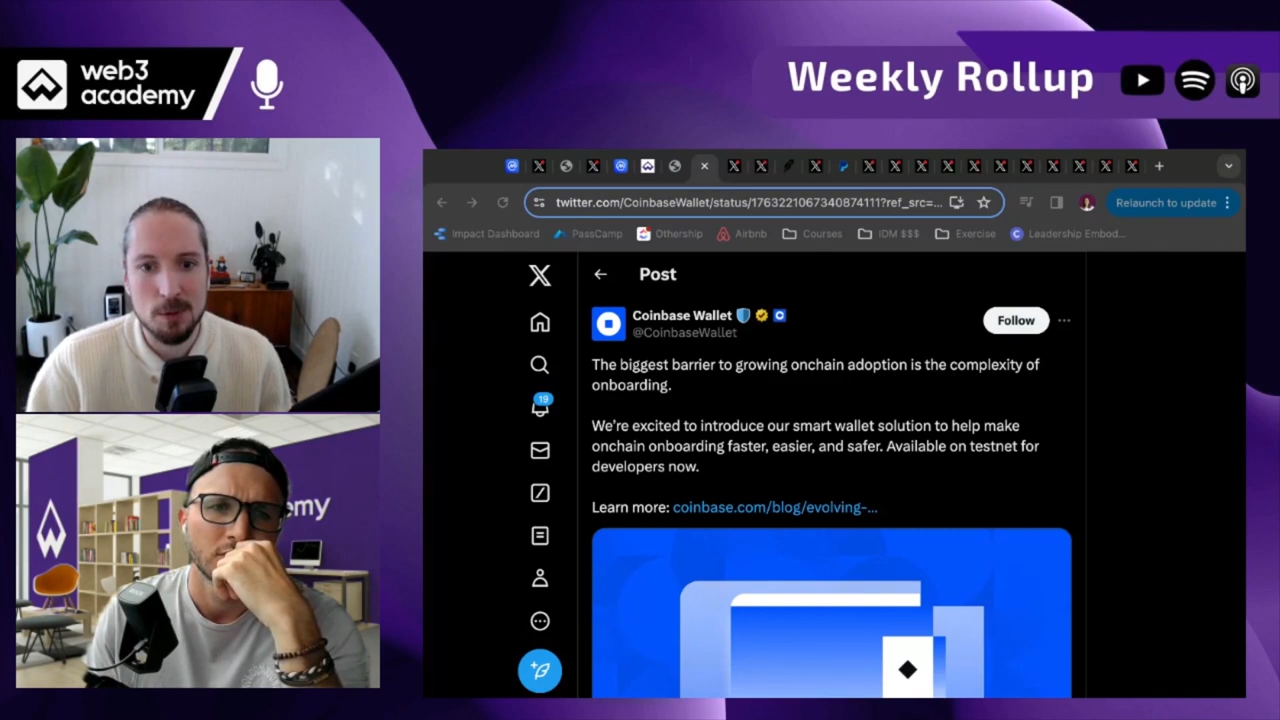 web3
academy
Weekly Rollup
twitter.com/CoinbaseWallet/status/1763221067340874111?ref_src=...
Relaunch to update
Impact Dashboard
PassCamp
Othership
Airbnb
Courses
IDM $$$
Exercise
Leadership Embod...
Post
Coinbase Wallet
@CoinbaseWallet
Follow
The biggest barrier to growing onchain adoption is the complexity of
onboarding.
We're excited to introduce our smart wallet solution to help make
onchain onboarding faster, easier, and safer. Available on testnet for
developers now.
Learn more: coinbase.com/blog/evolving-...
19
emy